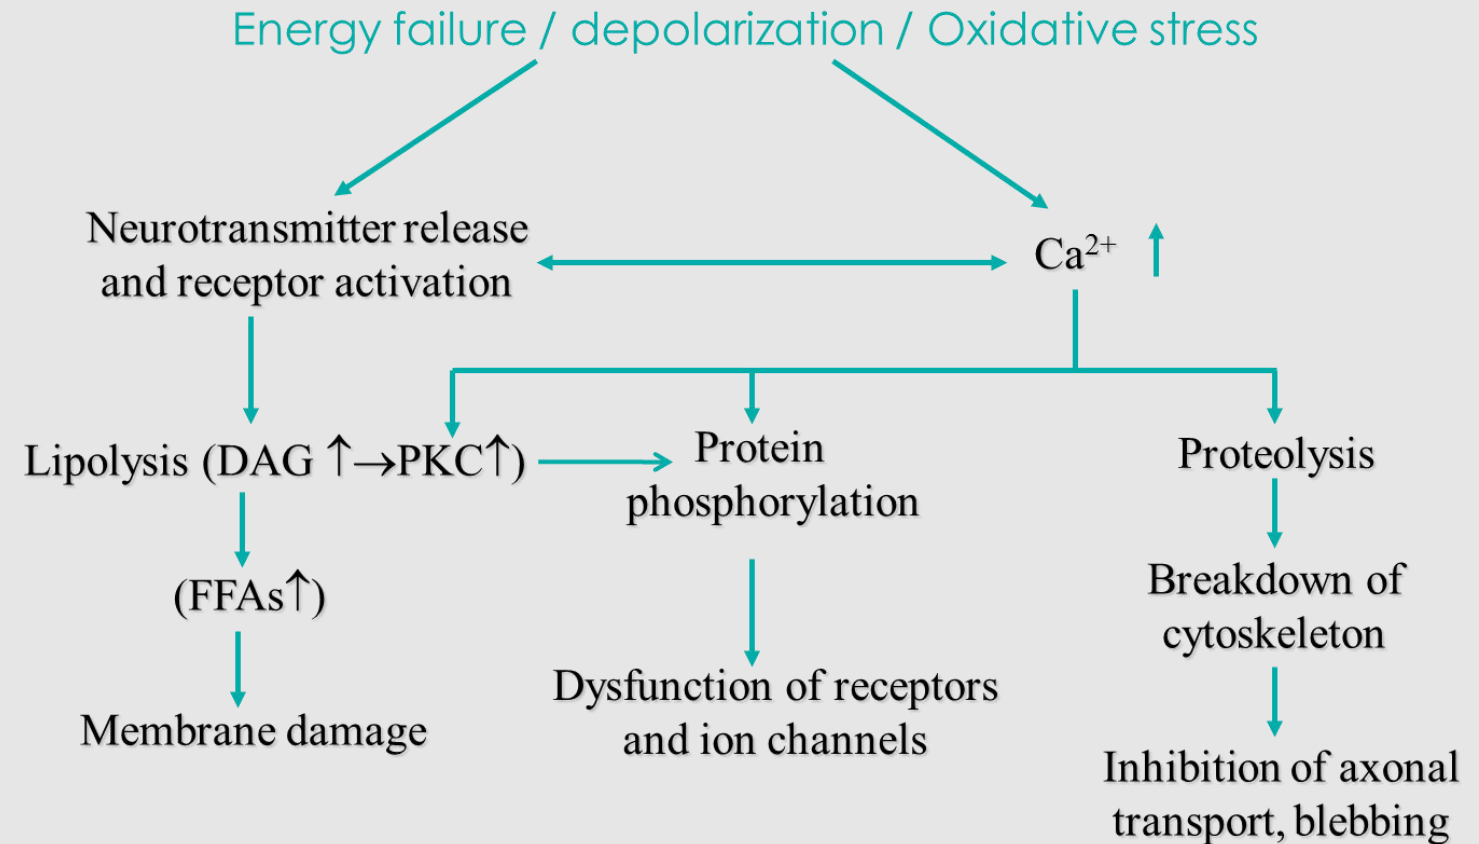 Energy failure / depolarization / Oxidative stress
Neurotransmitter release
and receptor activation
Ca²⁺ ↑
Lipolysis (DAG ↑→PKC↑)
Protein
phosphorylation
Proteolysis
(FFAs↑)
Breakdown of
cytoskeleton
Membrane damage
Dysfunction of receptors
and ion channels
Inhibition of axonal
transport, blebbing